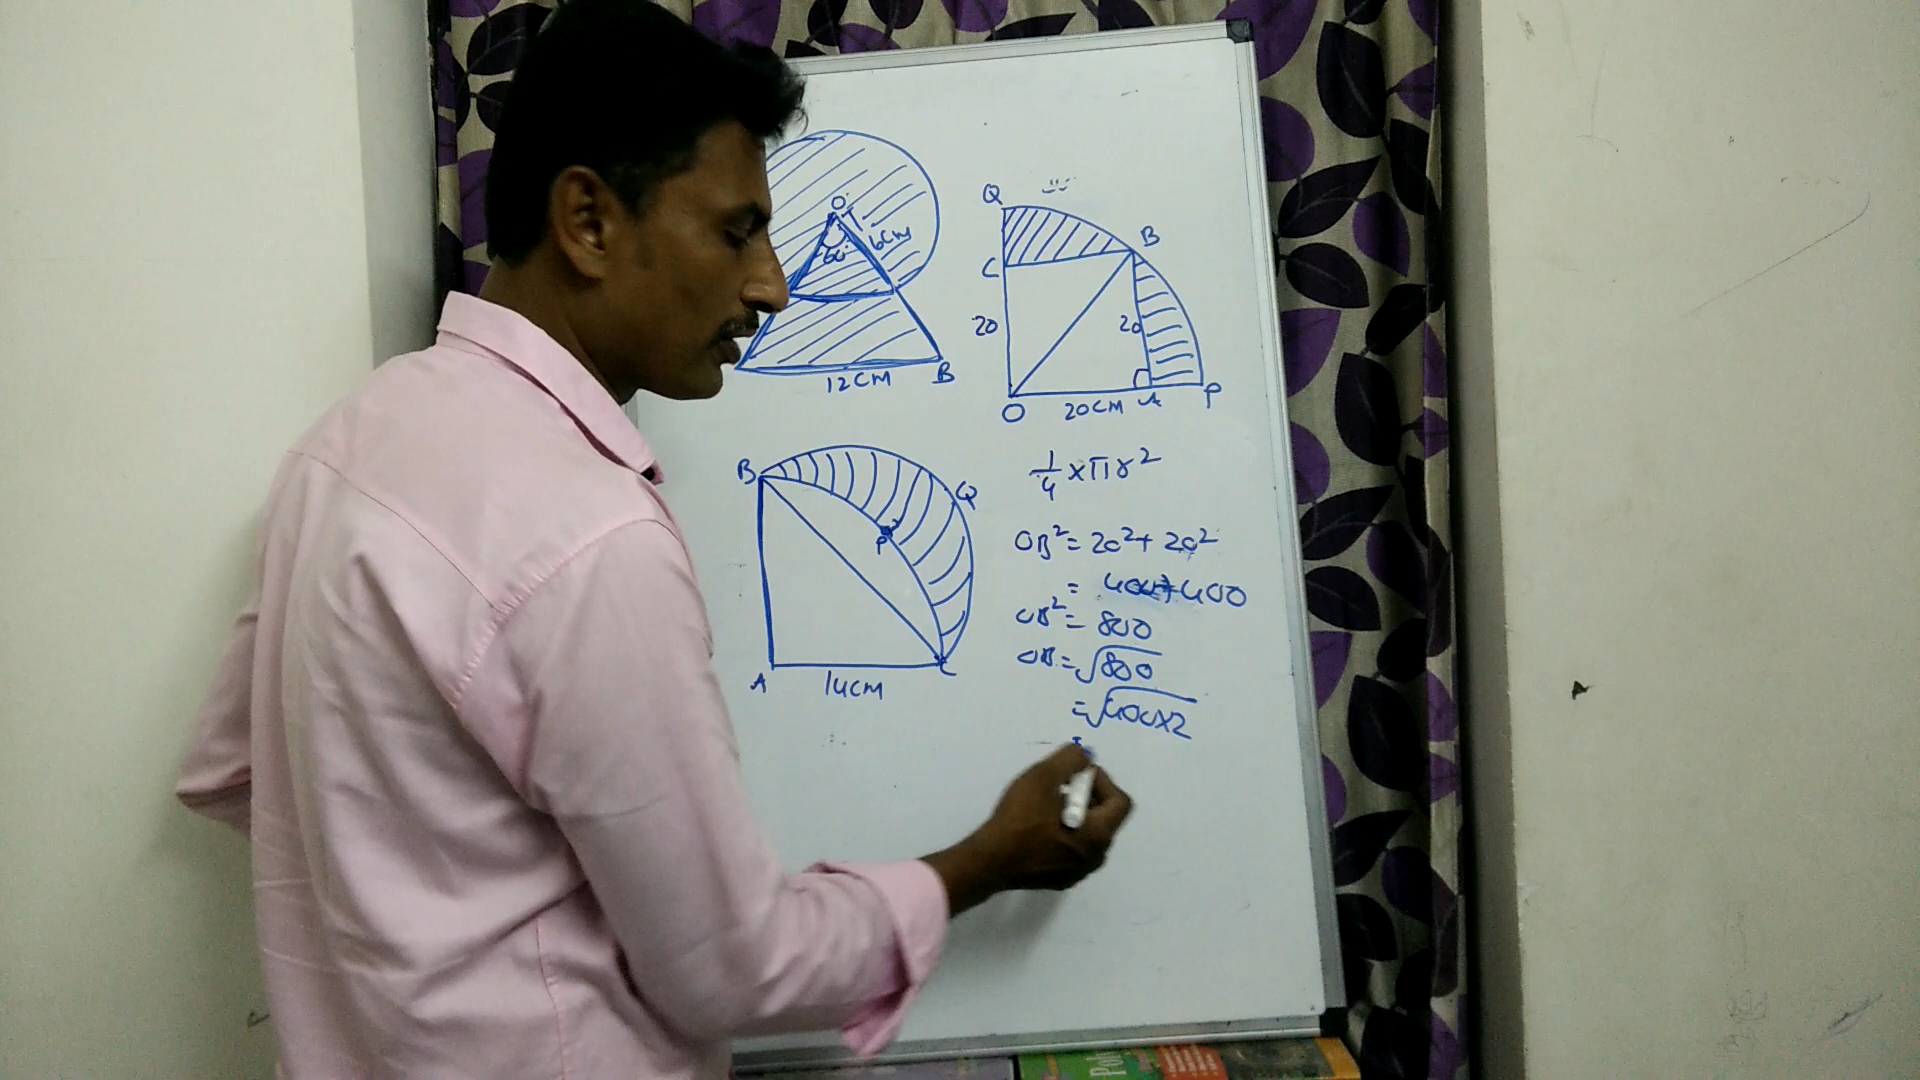 O
60°
6cm
12cm
B
Q
B
C
20
20
O
20cm
A
P
B
Q
P
A
14cm
C
1/4 × πr²
OB² = 20² + 20²
= 400 + 400
OB² = 800
OB = √800
= √400×2